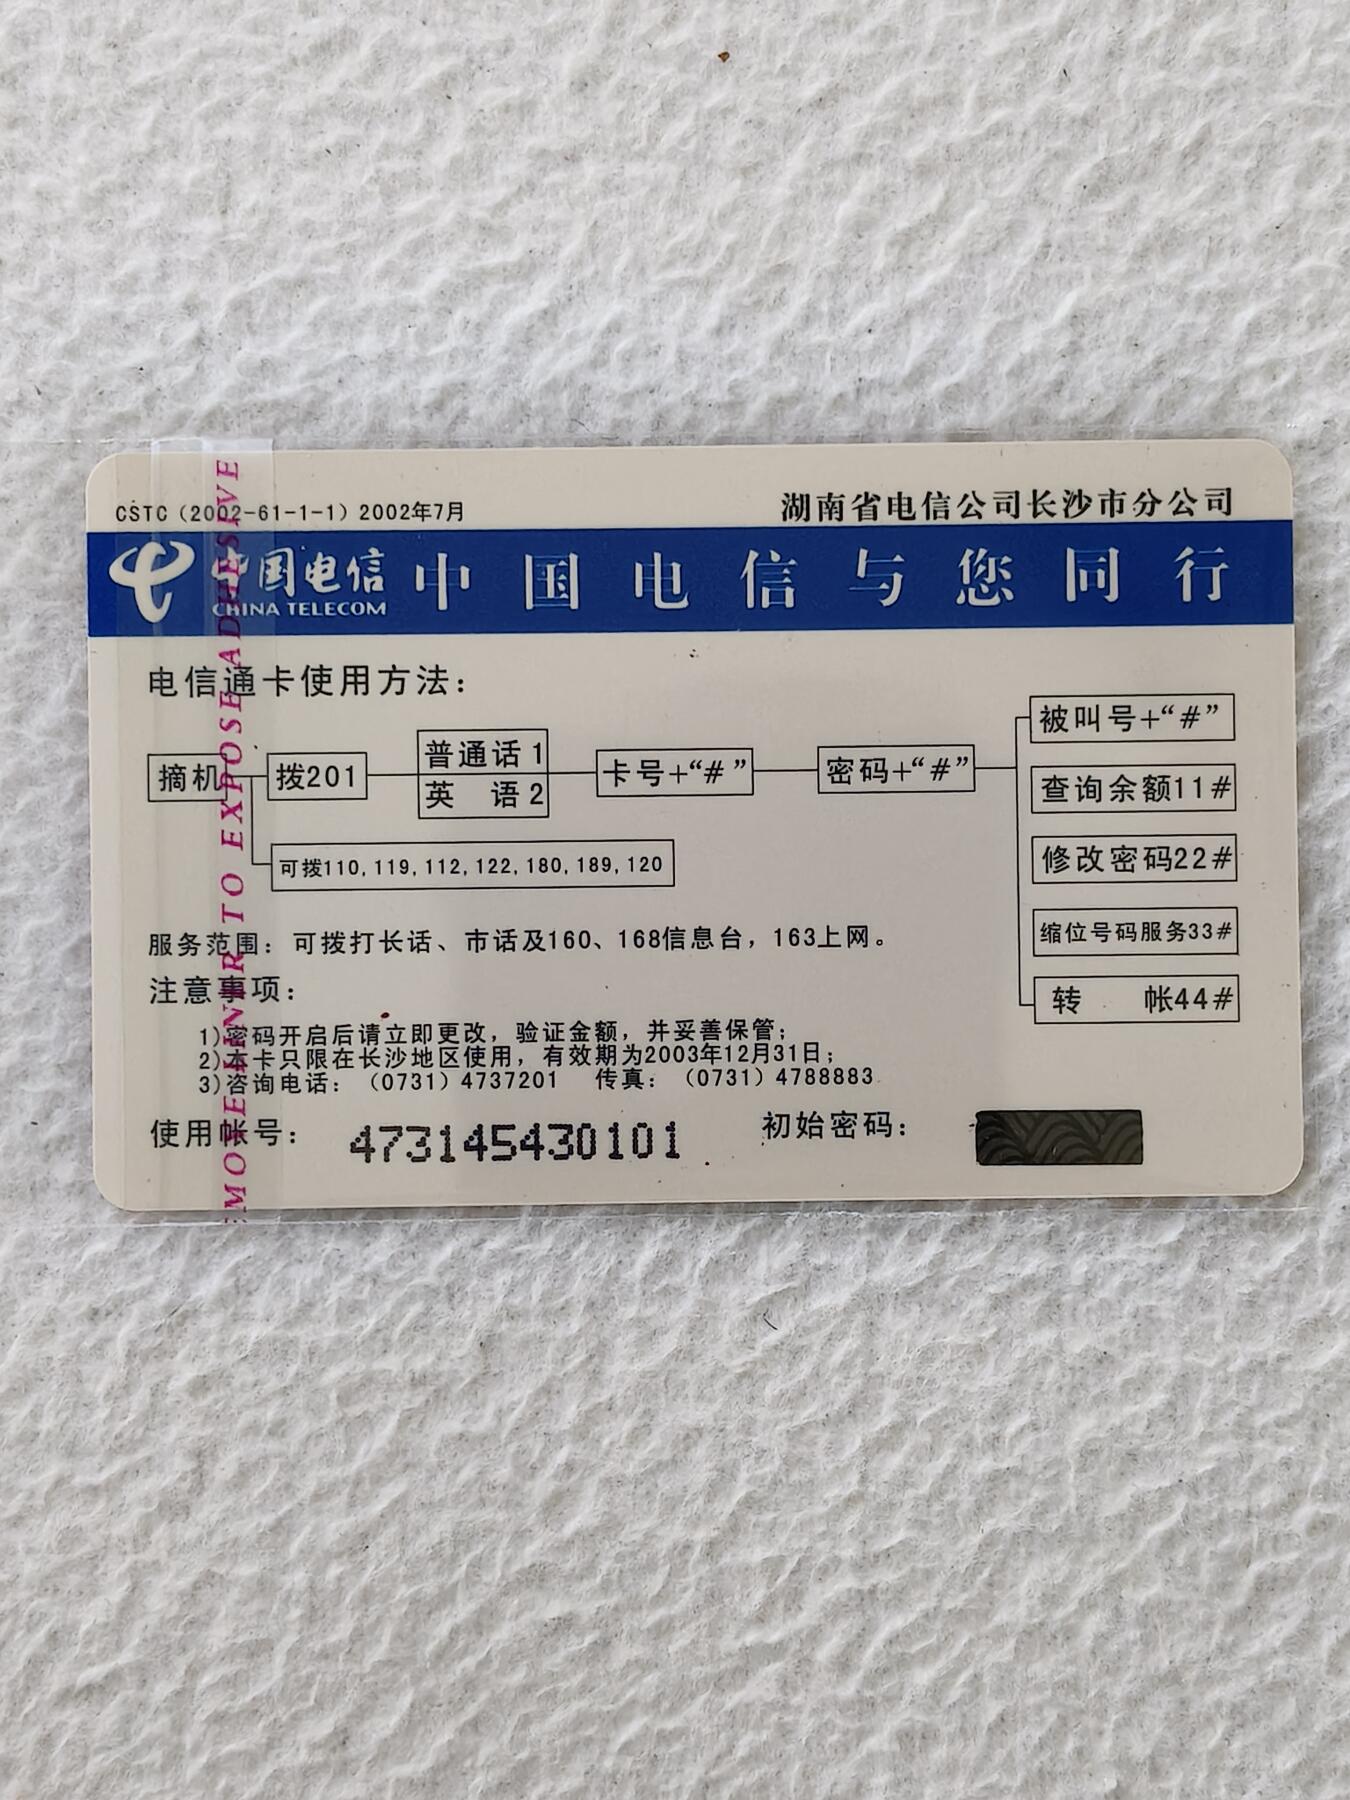 CSTC（2002-61-1-1）2002年7月
湖南省电信公司长沙市分公司
中国电信
CHINA TELECOM
中国电信与您同行
电信通卡使用方法：
摘机
拨201
普通话1
英 语2
卡号+“#”
密码+“#”
被叫号+“#”
查询余额11#
修改密码22#
缩位号码服务33#
转 帐44#
可拨110,119,112,122,180,189,120
服务范围：可拨打长话、市话及160、168信息台，163上网。
注意事项：
1)密码开启后请立即更改，验证金额，并妥善保管；
2)本卡只限在长沙地区使用，有效期为2003年12月31日；
3)咨询电话：（0731）4737201 传真：（0731）4788883
使用帐号：473145430101
初始密码：
EMOVE LINER TO EXPOSE ADHESIVE